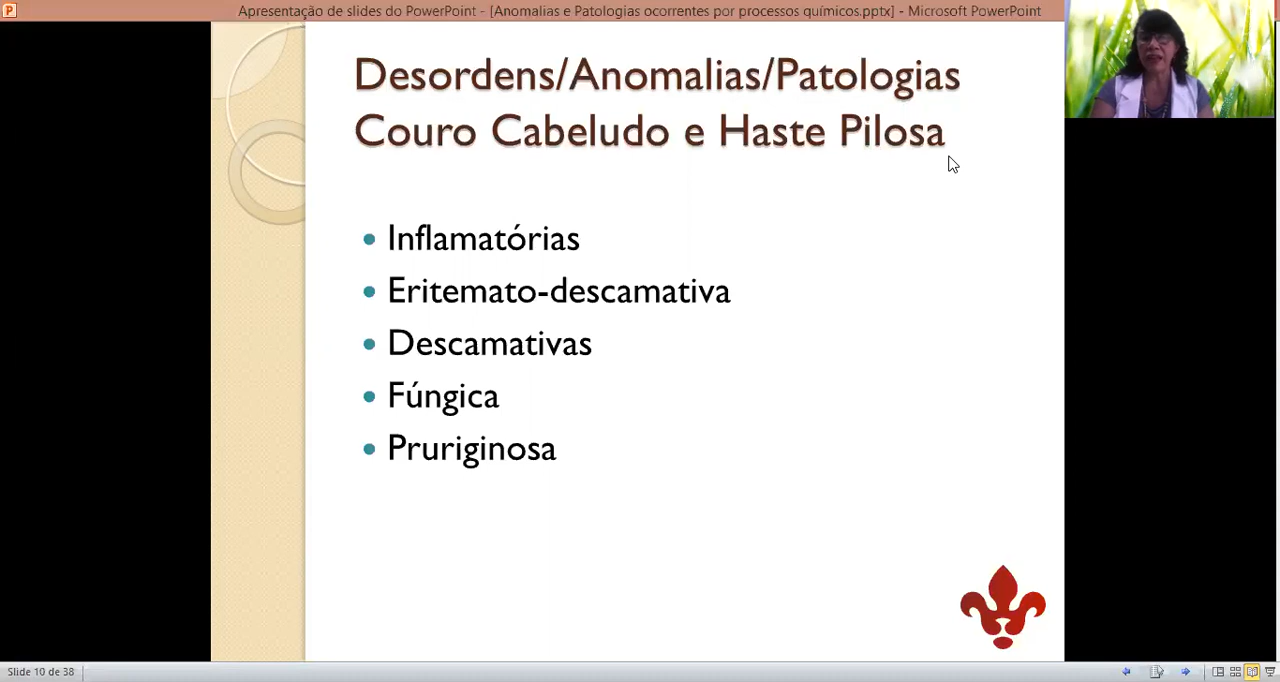 Apresentação de slides do PowerPoint - [Anomalias e Patologias ocorrentes por processos químicos.pptx] - Microsoft PowerPoint
Desordens/Anomalias/Patologias
Couro Cabeludo e Haste Pilosa
• Inflamatórias
• Eritemato-descamativa
• Descamativas
• Fúngica
• Pruriginosa
Slide 10 de 38